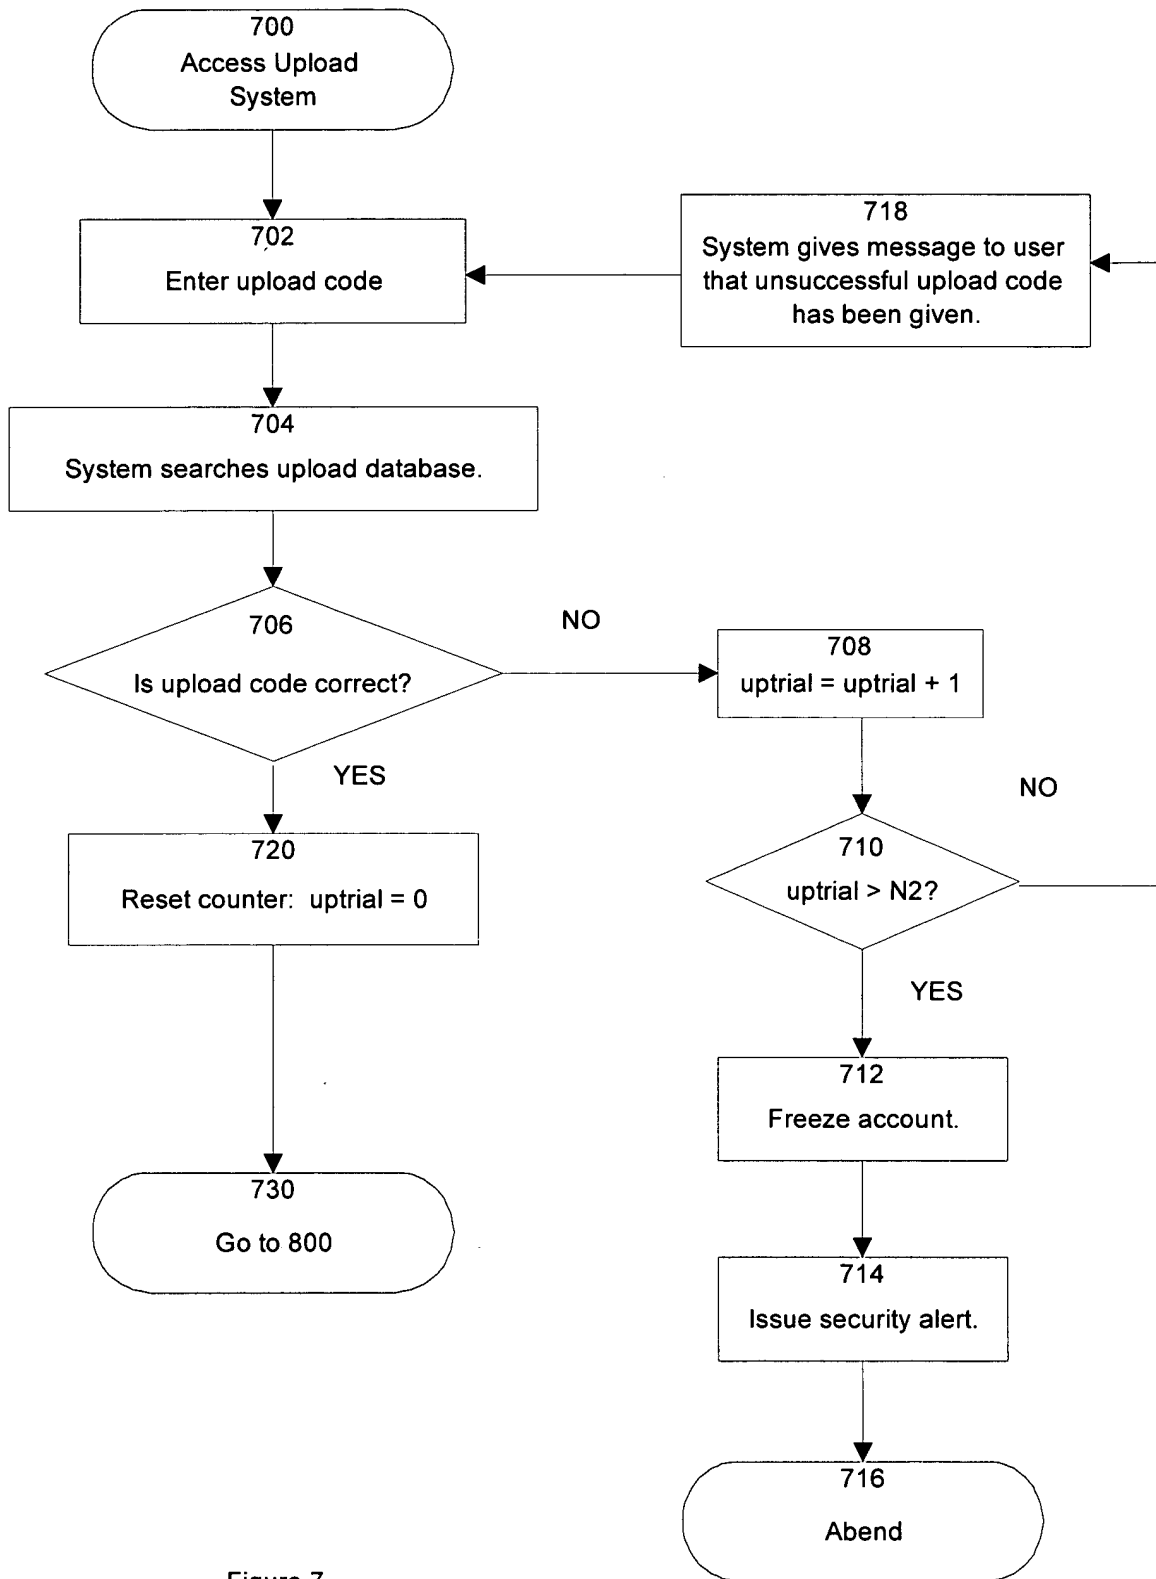 700
Access Upload
System
702
Enter upload code
718
System gives message to user
that unsuccessful upload code
has been given.
704
System searches upload database.
706
Is upload code correct?
NO
708
uptrial = uptrial + 1
YES
NO
720
Reset counter:  uptrial = 0
710
uptrial > N2?
YES
712
Freeze account.
730
Go to 800
714
Issue security alert.
716
Abend
Figure 7